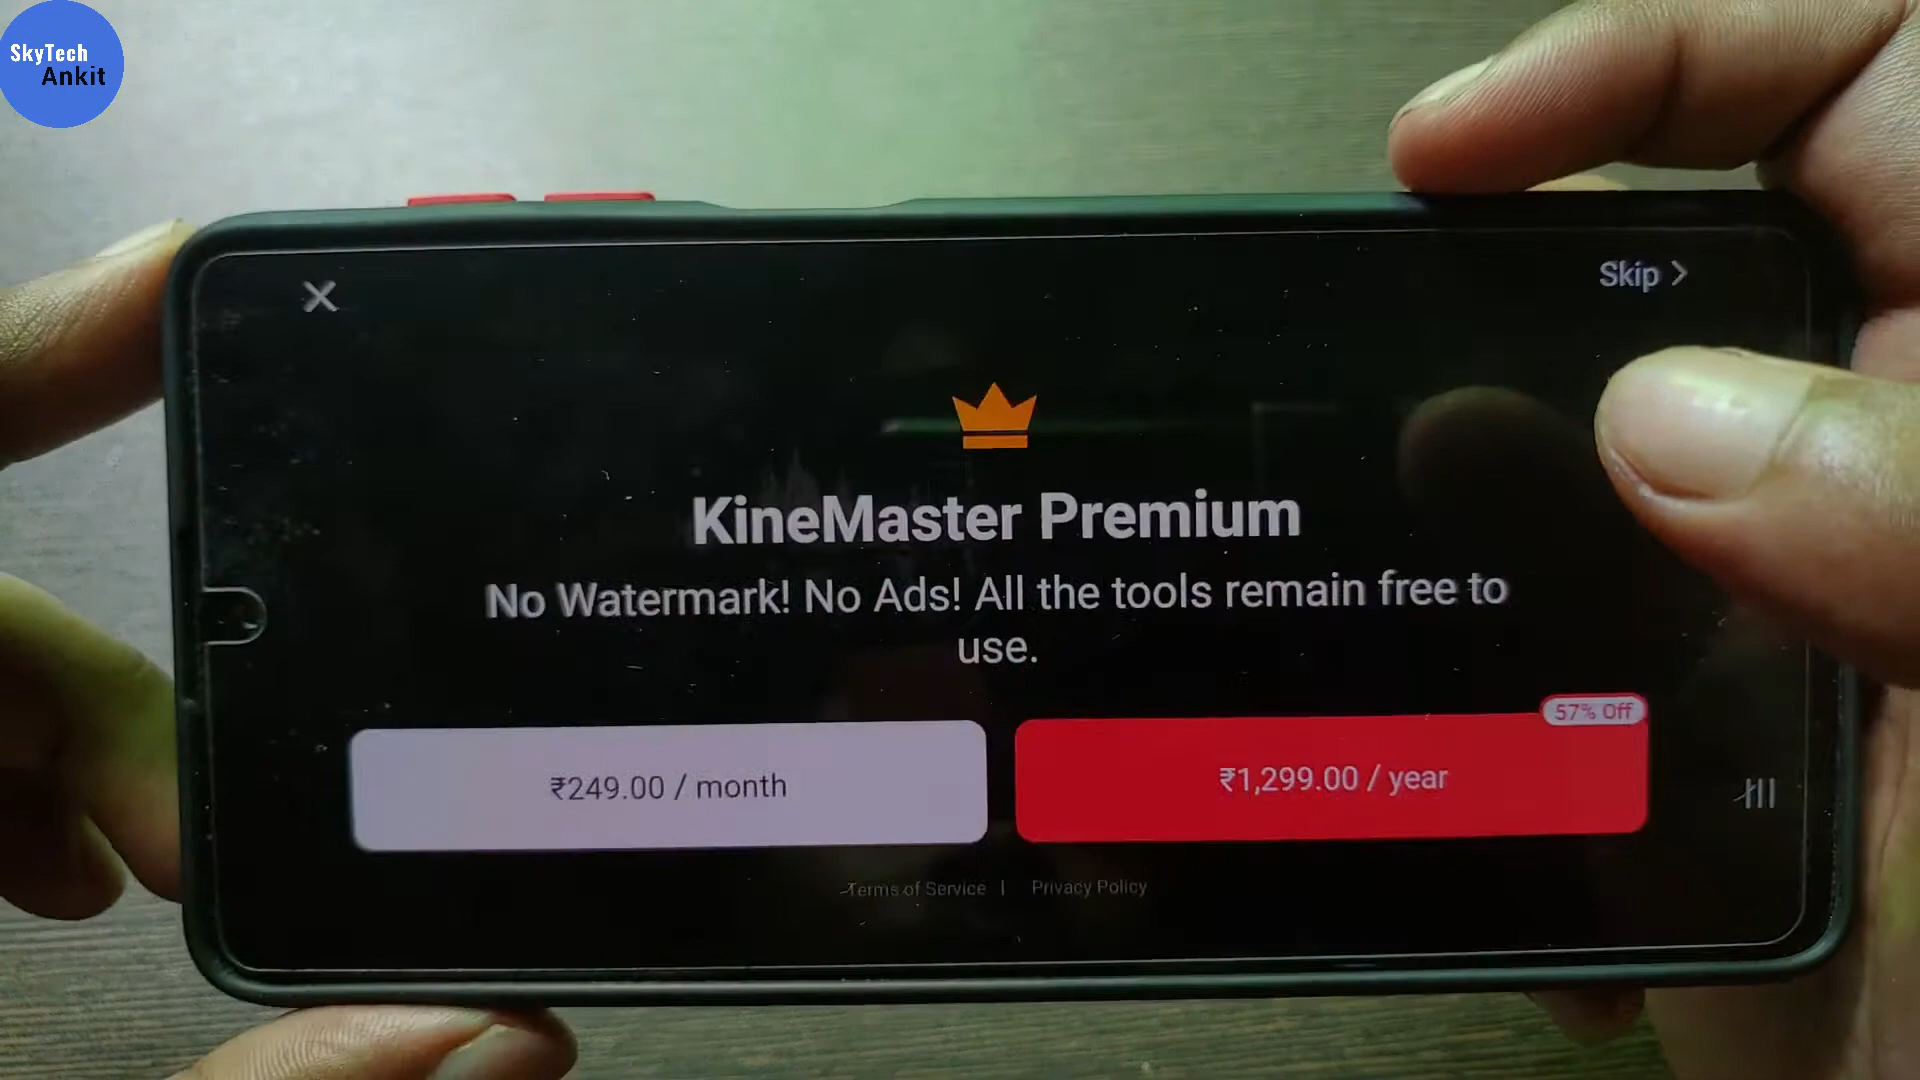 SkyTech
Ankit
Skip
KineMaster Premium
No Watermark! No Ads! All the tools remain free to
use.
57% Off
₹249.00 / month
₹1,299.00 / year
Terms of Service | Privacy Policy